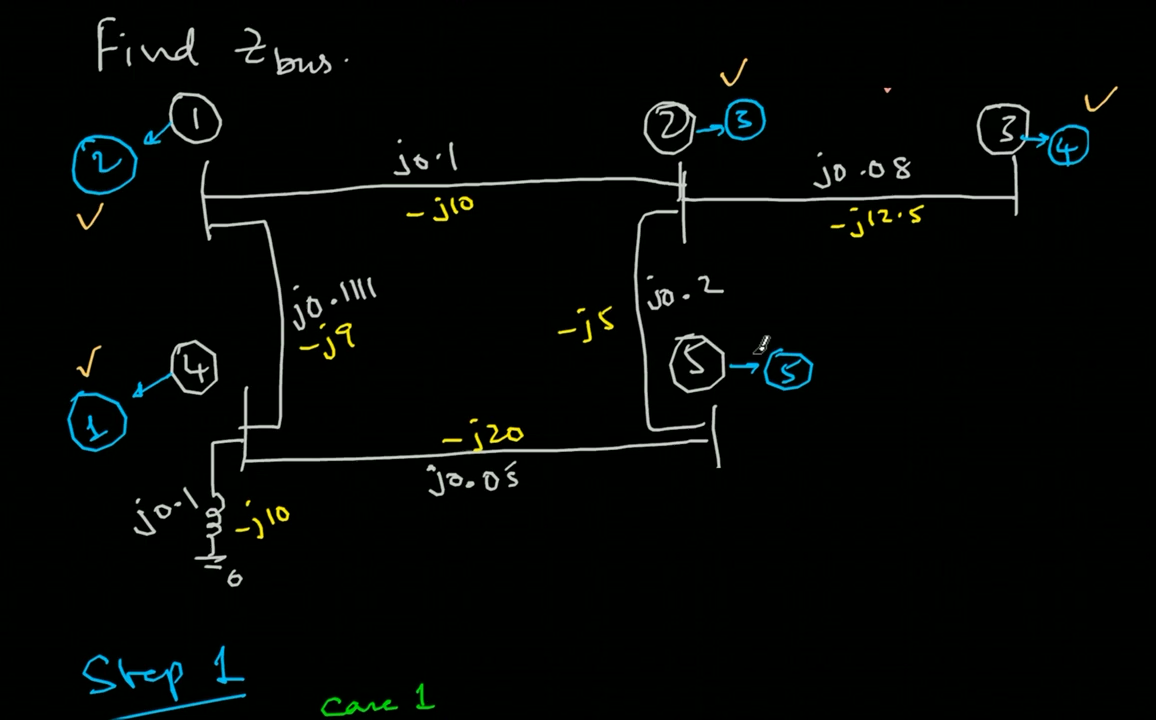 Find Zbus.
1
2
3
2
3
4
j0.1
j0.08
-j10
-j12.5
j0.1111
j0.2
-j9
-j5
4
5
5
1
-j20
j0.05
j0.1
-j10
0
Step 1
Case 1